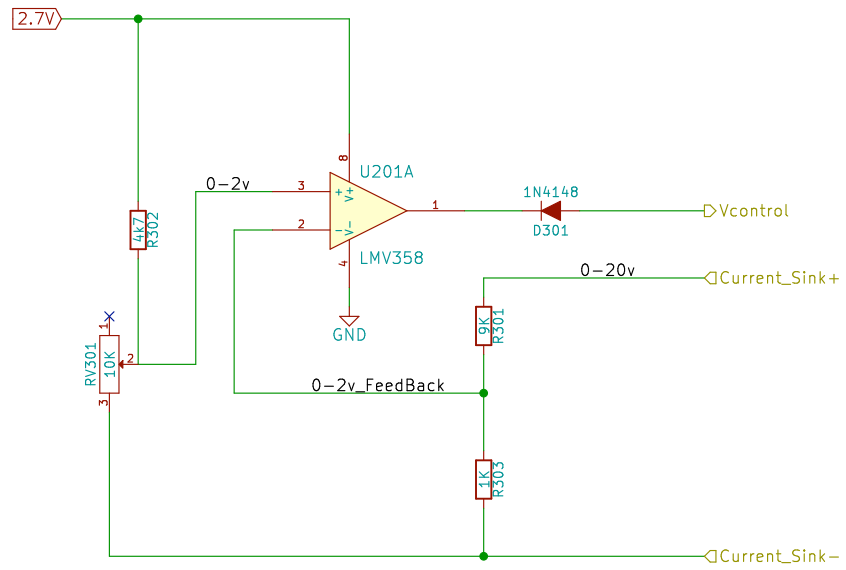 2.7V
8
U201A
0-2v
3
+
V+
1N4148
1
Vcontrol
4k7
R302
2
-
V-
D301
4
LMV358
0-20v
Current_Sink+
1
9K
R301
GND
RV301
10K
2
0-2v_FeedBack
3
1K
R303
Current_Sink-